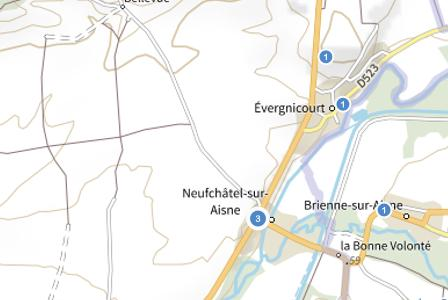 Bellevue
1
D523
Évergnicourt
1
Neufchâtel-sur-
Aisne
3
Brienne-sur-Aisne
1
la Bonne Volonté
59